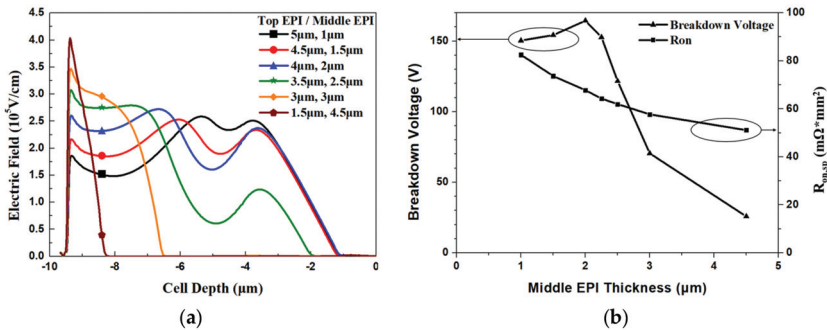 4.5
4.0
3.5
3.0
2.5
2.0
1.5
1.0
0.5
0.0
Electric Field (10⁵V/cm)
Top EPI / Middle EPI
5μm, 1μm
4.5μm, 1.5μm
4μm, 2μm
3.5μm, 2.5μm
3μm, 3μm
1.5μm, 4.5μm
-10 -8 -6 -4 -2 0
Cell Depth (μm)
(a)
150
100
50
0
Breakdown Voltage (V)
Breakdown Voltage
Ron
100
80
60
40
20
0
Ron,sp (mΩ*mm²)
0 1 2 3 4 5
Middle EPI Thickness (μm)
(b)